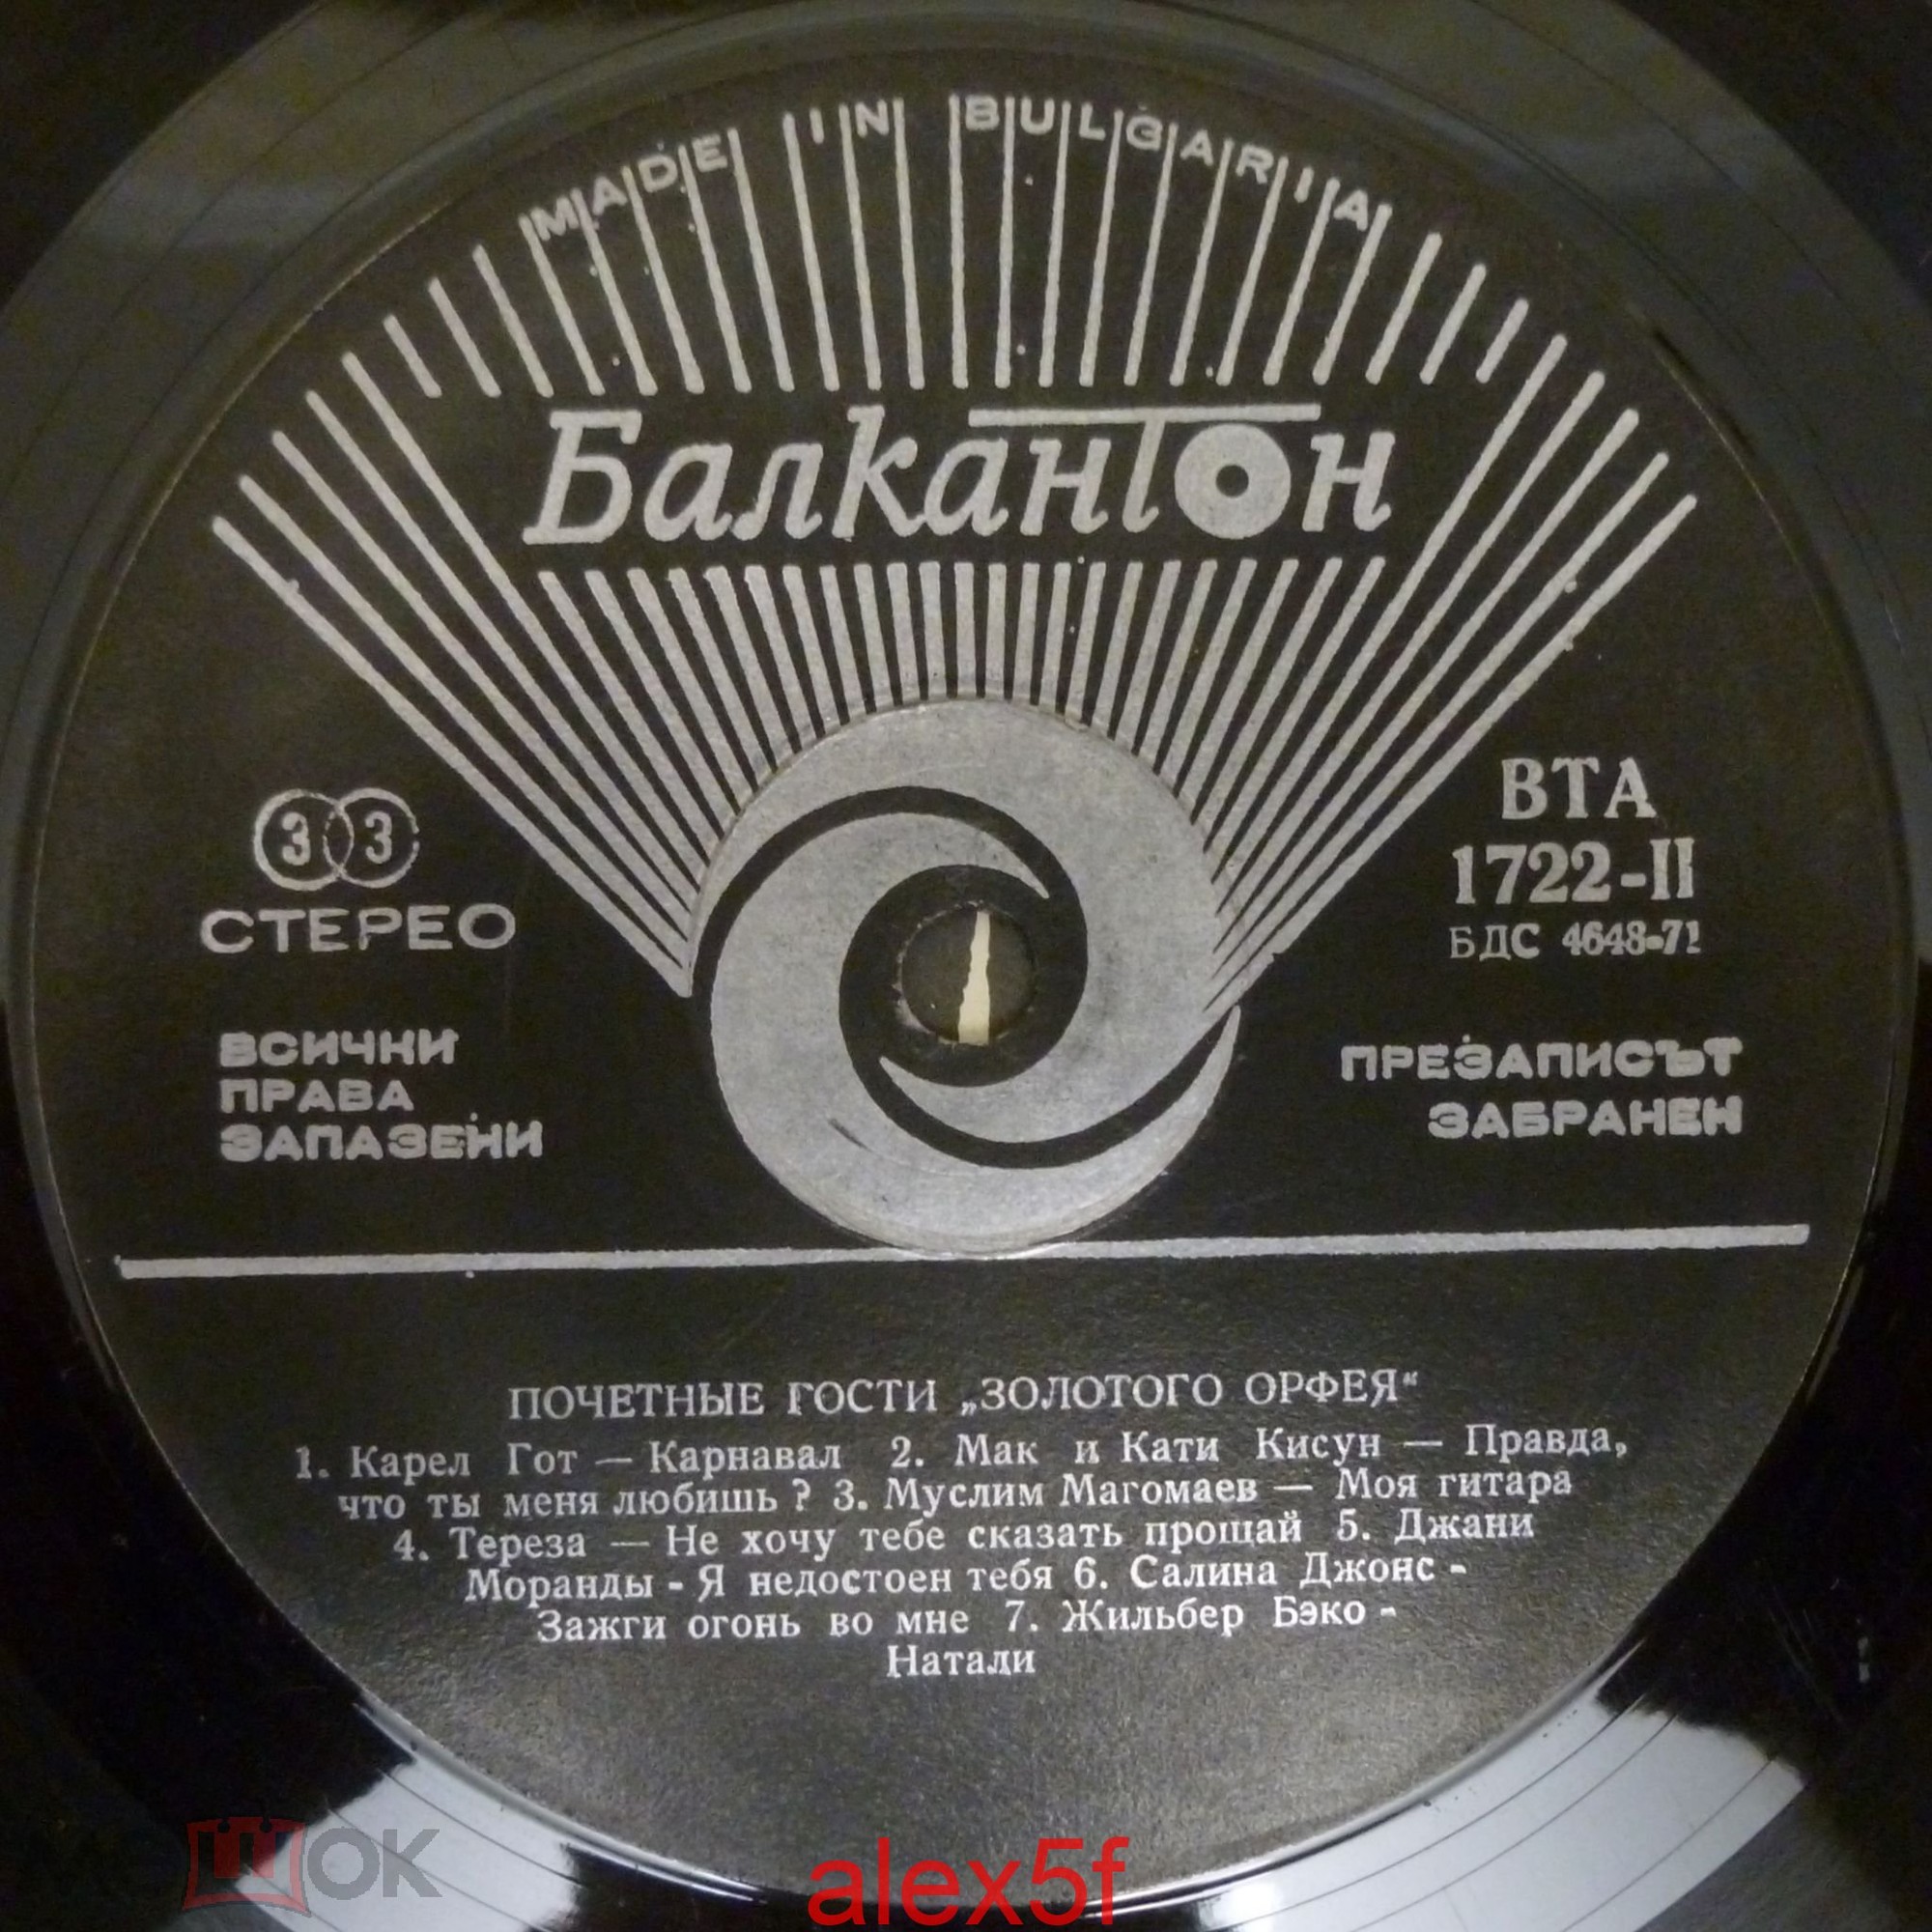 MADE IN BULGARIA
Балкантон
33
СТЕРЕО
ВТА
1722-II
БДС 4648-71
ВСИЧКИ
ПРАВА
ЗАПАЗЕНИ
ПРЕЗАПИСЪТ
ЗАБРАНЕН
ПОЧЕТНЫЕ ГОСТИ „ЗОЛОТОГО ОРФЕЯ“
1. Карел Гот — Карнавал 2. Мак и Кати Кисун — Правда,
что ты меня любишь? 3. Муслим Магомаев — Моя гитара
4. Тереза — Не хочу тебе сказать прощай 5. Джани
Моранды - Я недостоен тебя 6. Салина Джонс -
Зажги огонь во мне 7. Жильбер Бэко -
Натали
alex5f